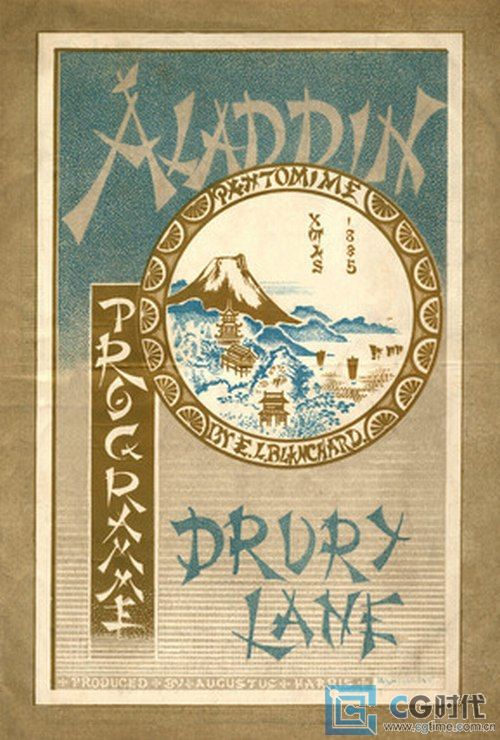 ALADDIN
PANTOMIME
XMAS
1885
BY E. L. BLANCHARD.
PROGRAMME
DRURY
LANE
PRODUCED BY AUGUSTUS HARRIS
CG时代
www.cgtime.com.cn